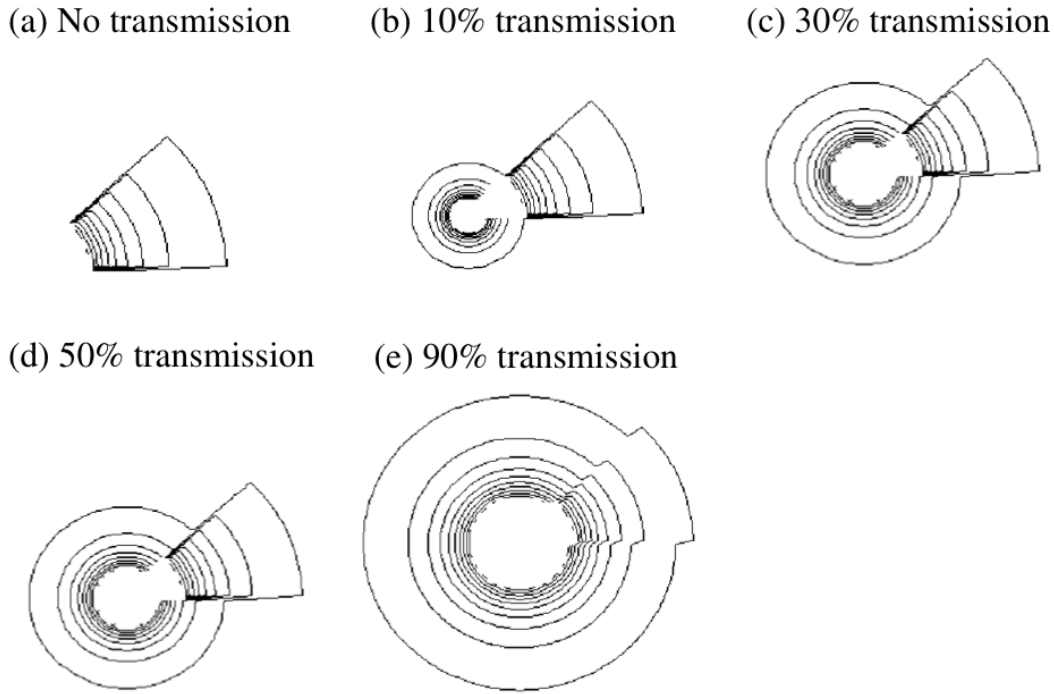 (a) No transmission
(b) 10% transmission
(c) 30% transmission
(d) 50% transmission
(e) 90% transmission